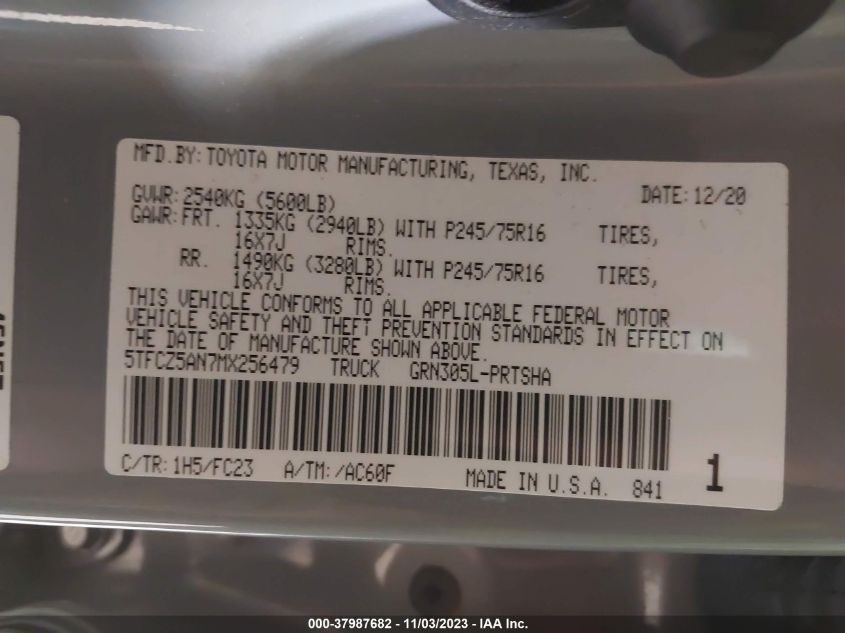 MFD.BY:TOYOTA MOTOR MANUFACTURING, TEXAS, INC.
DATE:12/20
GVWR:2540KG (5600LB)
GAWR:FRT. 1335KG (2940LB) WITH P245/75R16 TIRES,
16X7J RIMS.
RR. 1490KG (3280LB) WITH P245/75R16 TIRES,
16X7J RIMS.
THIS VEHICLE CONFORMS TO ALL APPLICABLE FEDERAL MOTOR
VEHICLE SAFETY AND THEFT PREVENTION STANDARDS IN EFFECT ON
THE DATE OF MANUFACTURE SHOWN ABOVE.
5TFCZ5AN7MX256479 TRUCK GRN305L-PRTSHA
C/TR:1H5/FC23 A/TM:/AC60F MADE IN U.S.A. 841 1
000-37987682 - 11/03/2023 - IAA Inc.